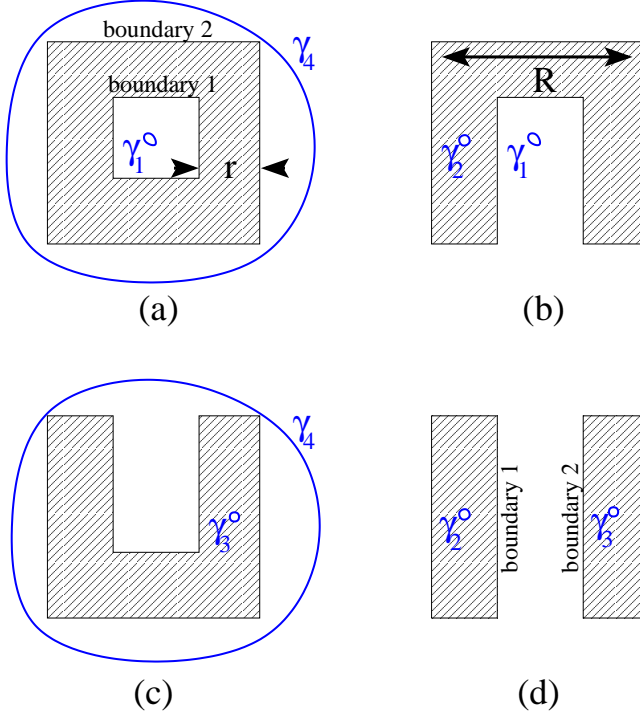 boundary 2
γ4
boundary 1
R
γ1
r
γ2
γ1
(a)
(b)
γ4
γ3
boundary 1
boundary 2
γ2
γ3
(c)
(d)